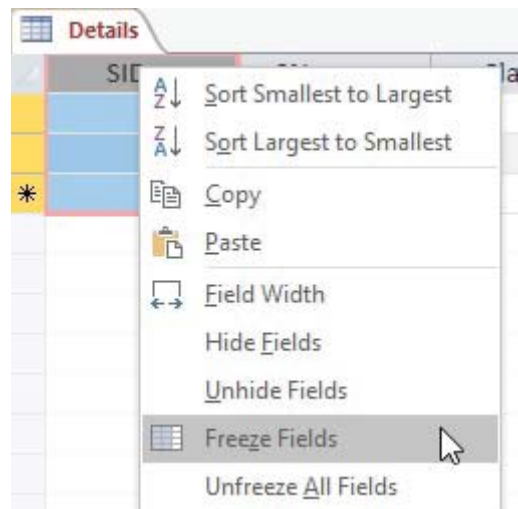 Details
SID
Sort Smallest to Largest
Sort Largest to Smallest
Copy
Paste
Field Width
Hide Fields
Unhide Fields
Freeze Fields
Unfreeze All Fields